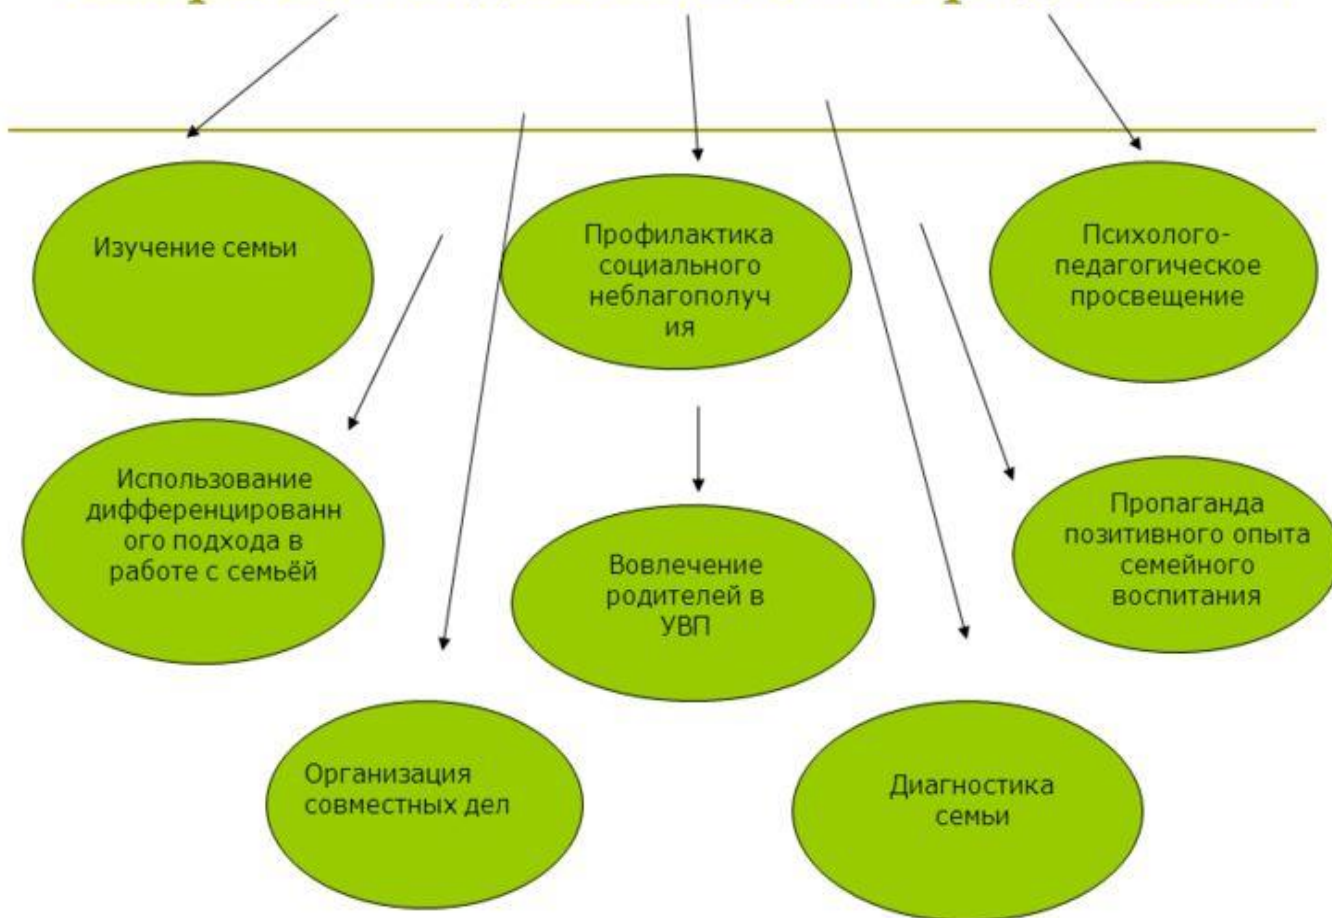 Изучение семьи
Профилактика
социального
неблагополуч
ия
Психолого-
педагогическое
просвещение
Использование
дифференцированн
ого подхода в
работе с семьёй
Вовлечение
родителей в
УВП
Пропаганда
позитивного опыта
семейного
воспитания
Организация
совместных дел
Диагностика
семьи